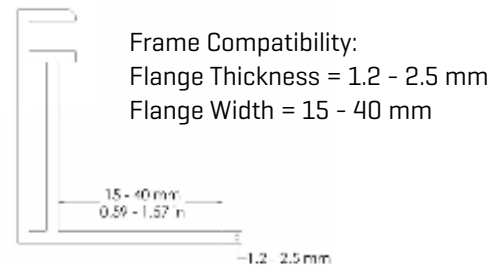 Frame Compatibility:
Flange Thickness = 1.2 - 2.5 mm
Flange Width = 15 - 40 mm
15 - 40 mm
0.59 - 1.57 in
1.2 - 2.5 mm